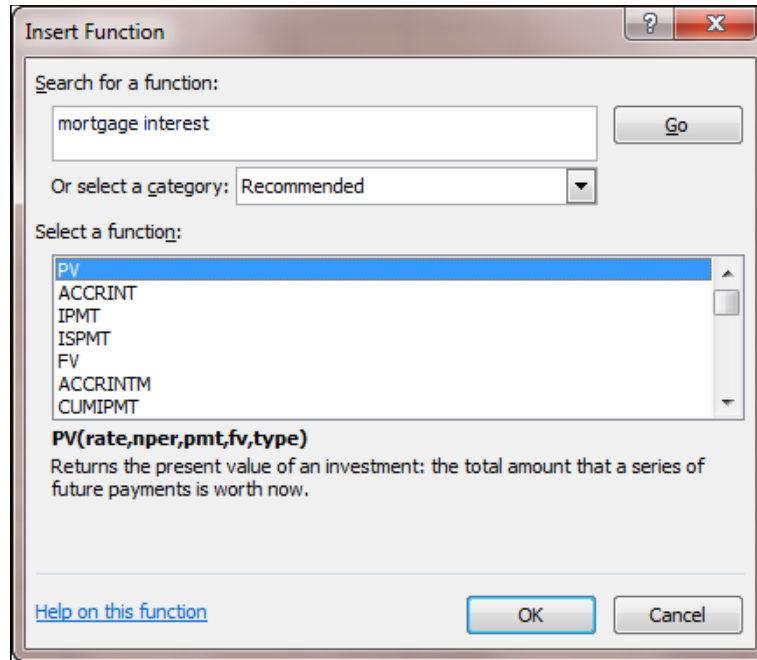 Insert Function
?
X
Search for a function:
mortgage interest
Go
Or select a category: Recommended
Select a function:
PV
ACCRINT
IPMT
ISPMT
FV
ACCRINTM
CUMIPMT
PV(rate,nper,pmt,fv,type)
Returns the present value of an investment: the total amount that a series of
future payments is worth now.
Help on this function
OK
Cancel